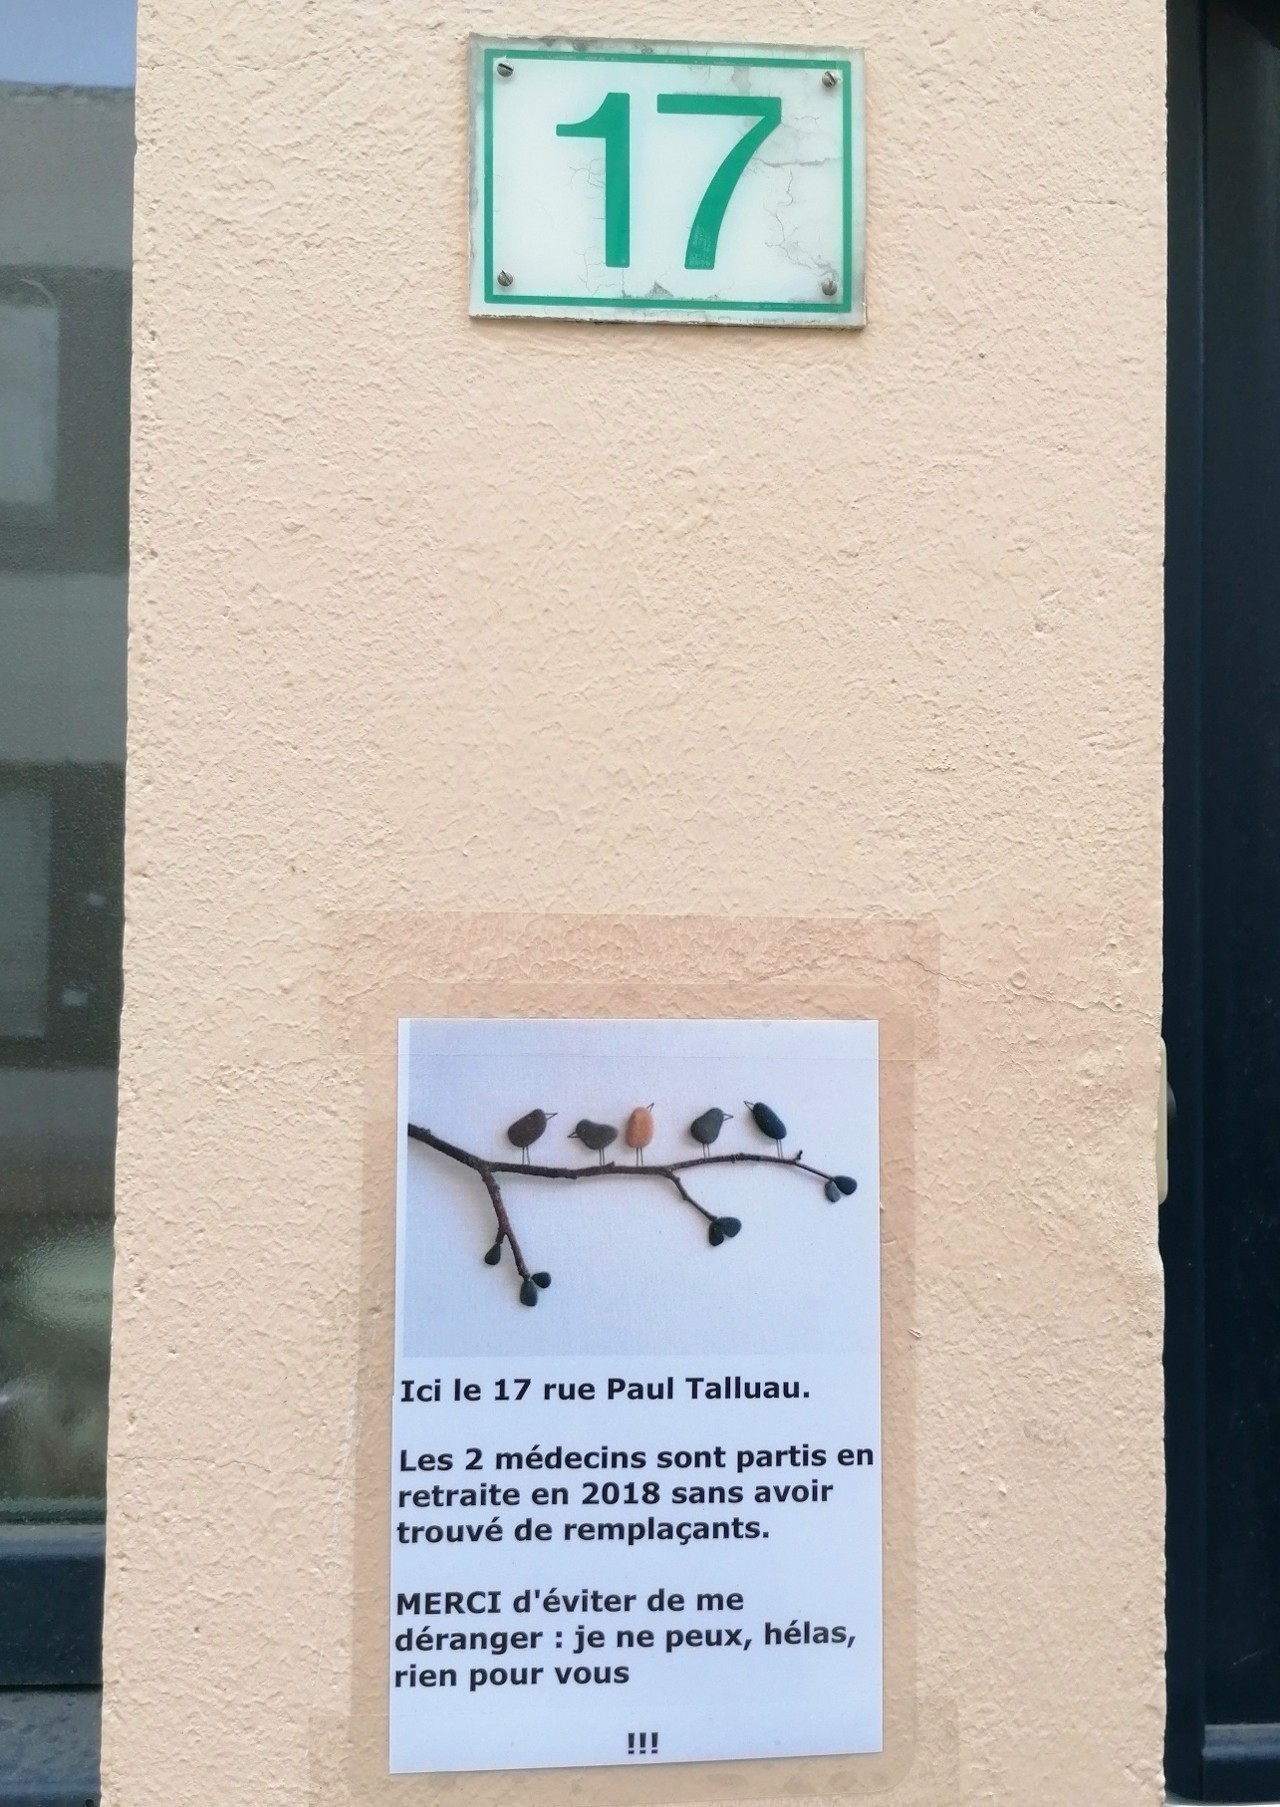 17
Ici le 17 rue Paul Talluau.
Les 2 médecins sont partis en
retraite en 2018 sans avoir
trouvé de remplaçants.
MERCI d'éviter de me
déranger : je ne peux, hélas,
rien pour vous
!!!